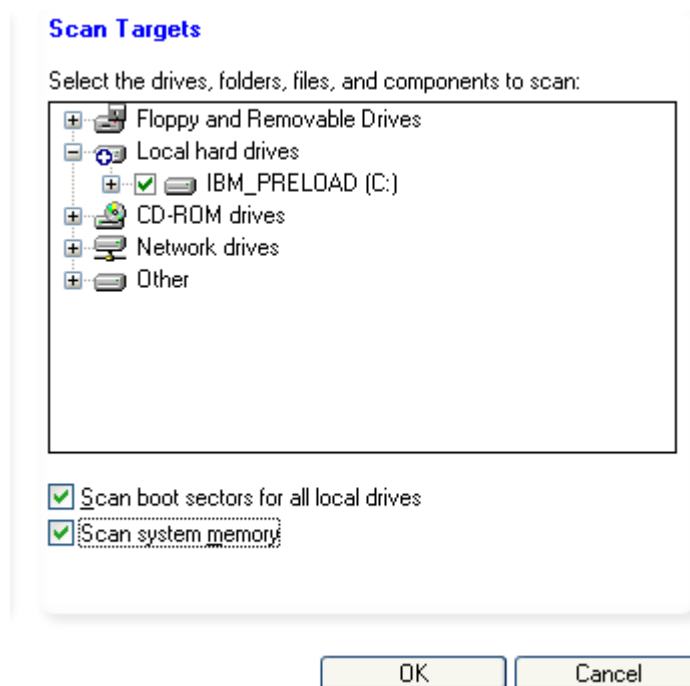 Scan Targets
Select the drives, folders, files, and components to scan:
Floppy and Removable Drives
Local hard drives
IBM_PRELOAD (C:)
CD-ROM drives
Network drives
Other
Scan boot sectors for all local drives
Scan system memory
OK Cancel